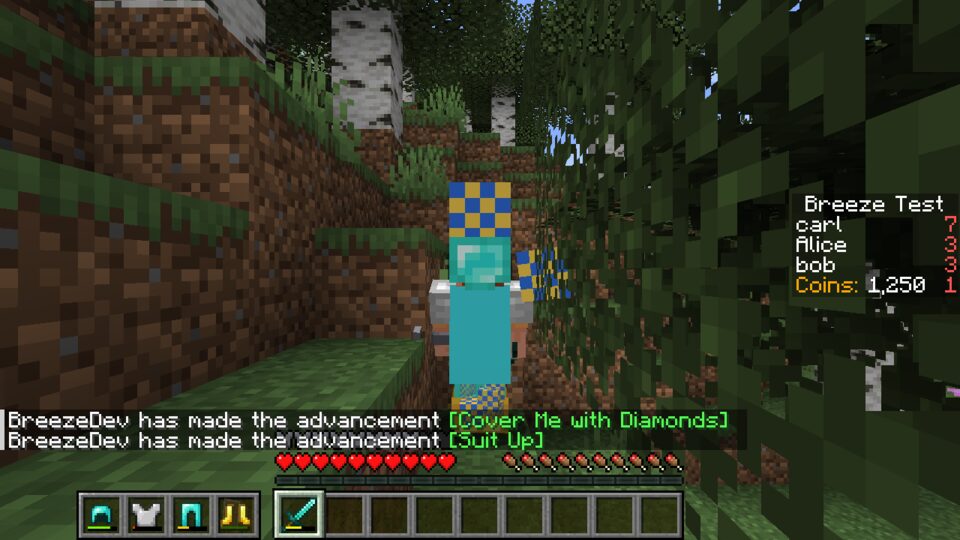 Breeze Test
carl 7
Alice 3
bob 3
Coins: 1,250 1
BreezeDev has made the advancement [Cover Me with Diamonds]
BreezeDev has made the advancement [Suit Up]